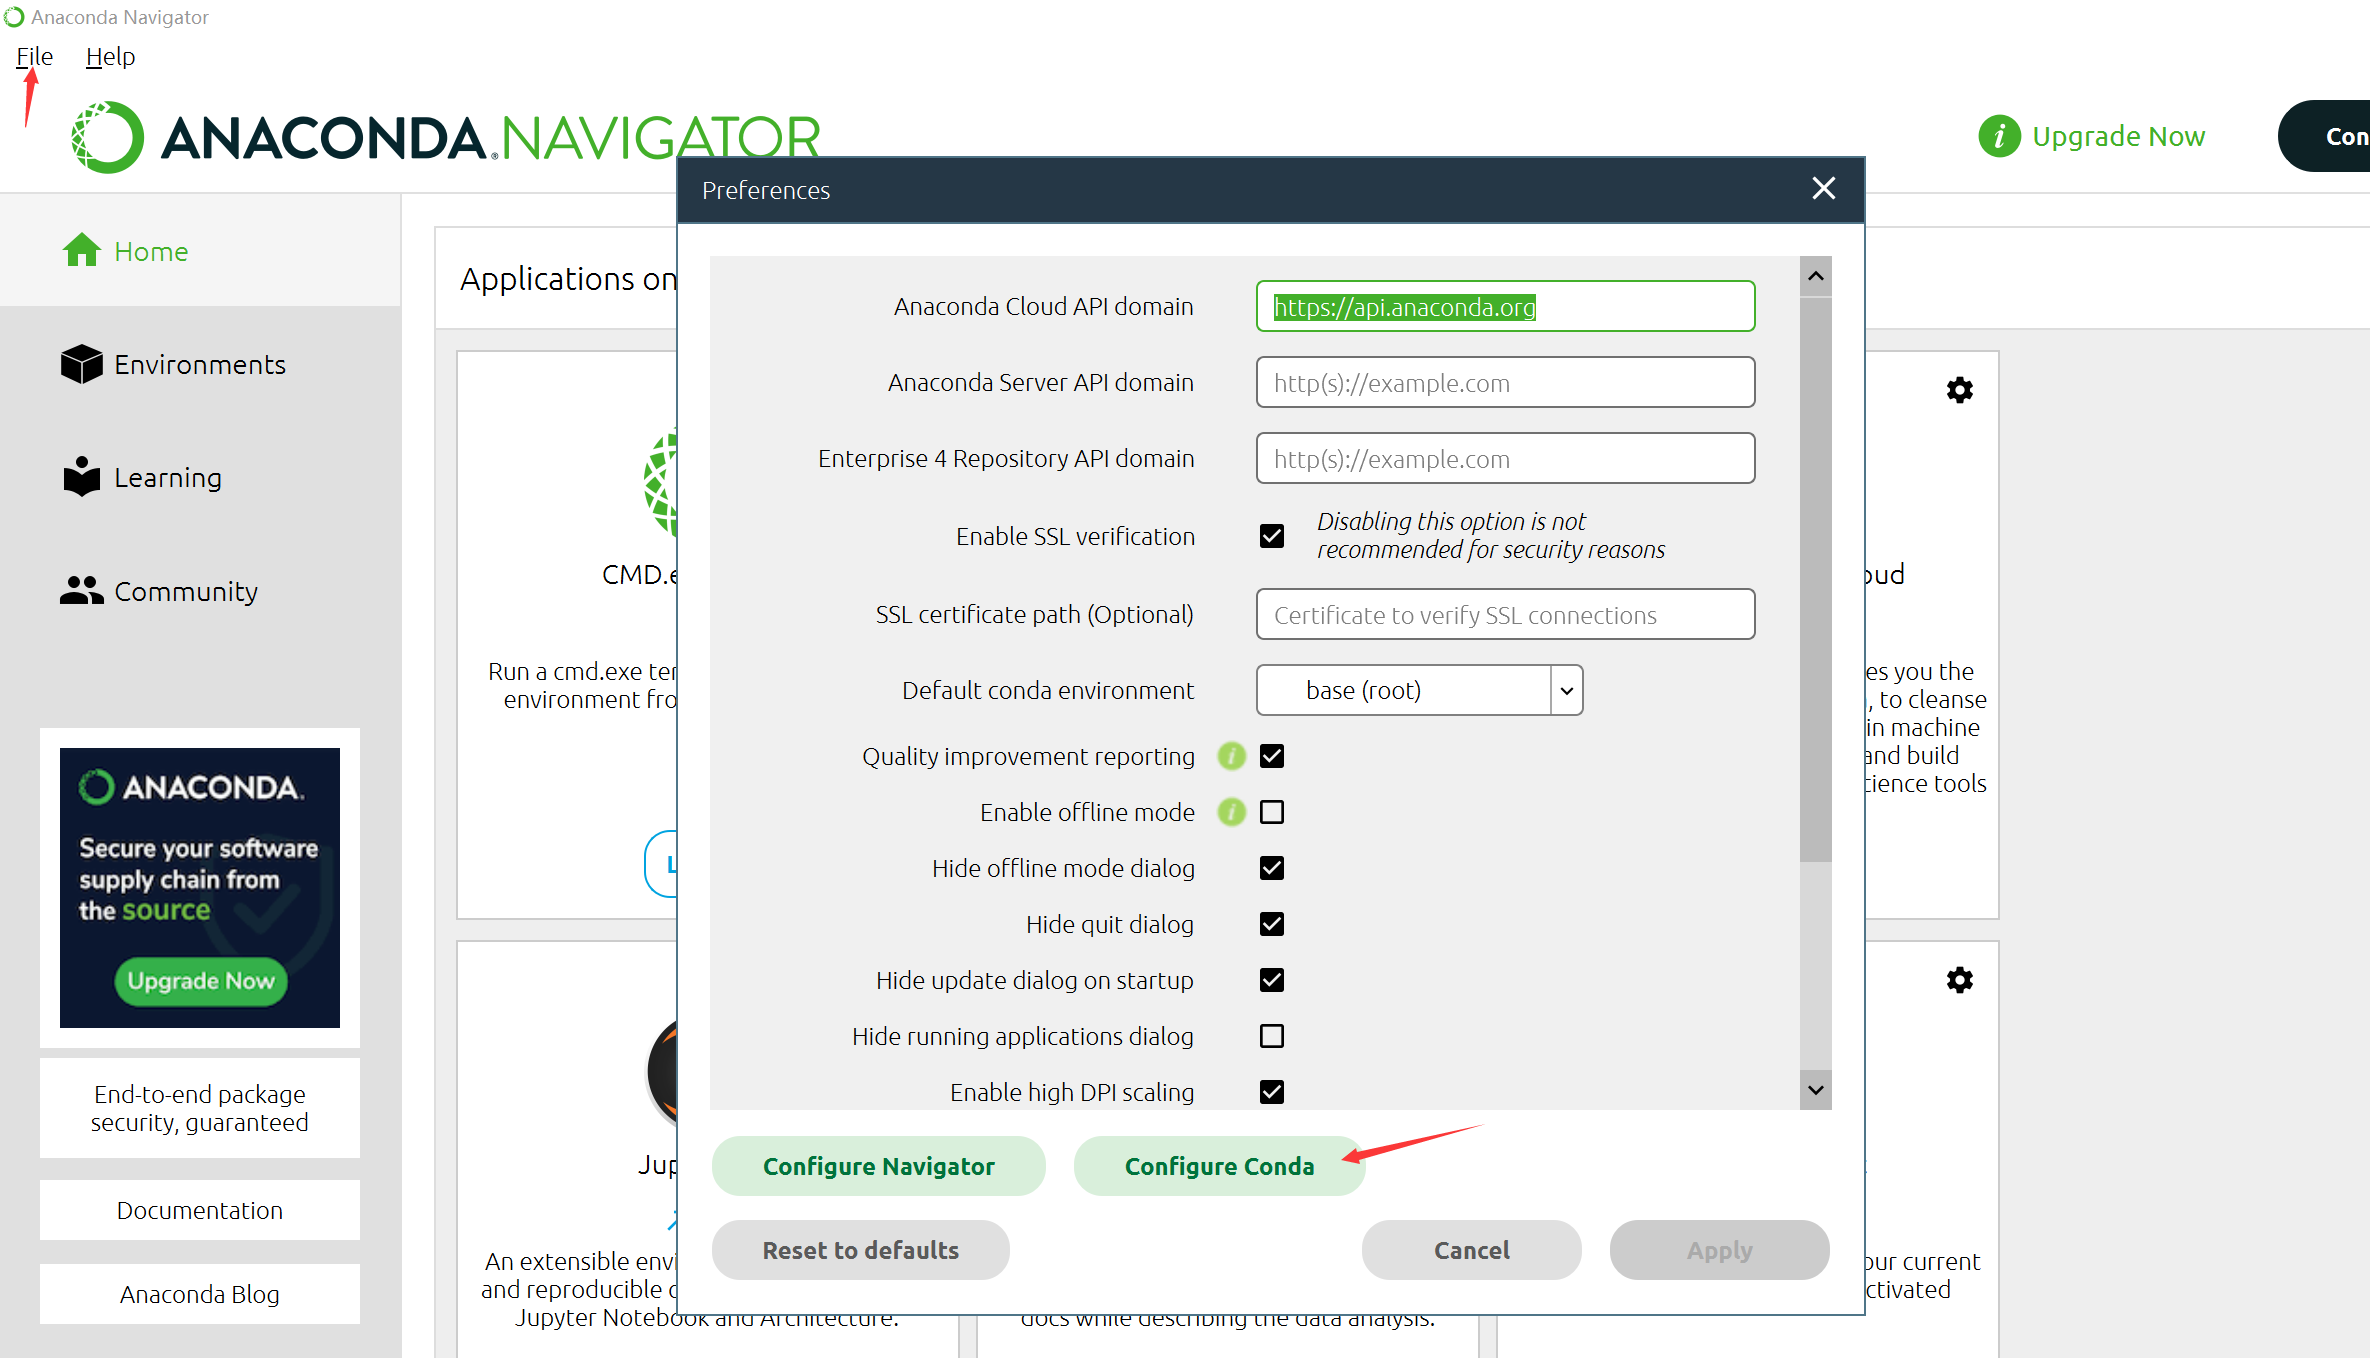 Anaconda Navigator
File Help
ANACONDA.NAVIGATOR
Upgrade Now
Con
Preferences
Home
Environments
Learning
Community
ANACONDA.
Secure your software
supply chain from
the source
Upgrade Now
End-to-end package
security, guaranteed
Documentation
Anaconda Blog
Applications on
CMD.e
Run a cmd.exe ter
environment fro
L
Jup
An extensible envi
and reproducible c
Jupyter Notebook and Architecture.
Anaconda Cloud API domain https://api.anaconda.org
Anaconda Server API domain http(s)://example.com
Enterprise 4 Repository API domain http(s)://example.com
Enable SSL verification Disabling this option is not
recommended for security reasons
SSL certificate path (Optional) Certificate to verify SSL connections
Default conda environment base (root)
Quality improvement reporting
Enable offline mode
Hide offline mode dialog
Hide quit dialog
Hide update dialog on startup
Hide running applications dialog
Enable high DPI scaling
Configure Navigator Configure Conda
Reset to defaults Cancel Apply
docs while describing the data analysis.
oud
es you the
, to cleanse
in machine
and build
cience tools
our current
ctivated